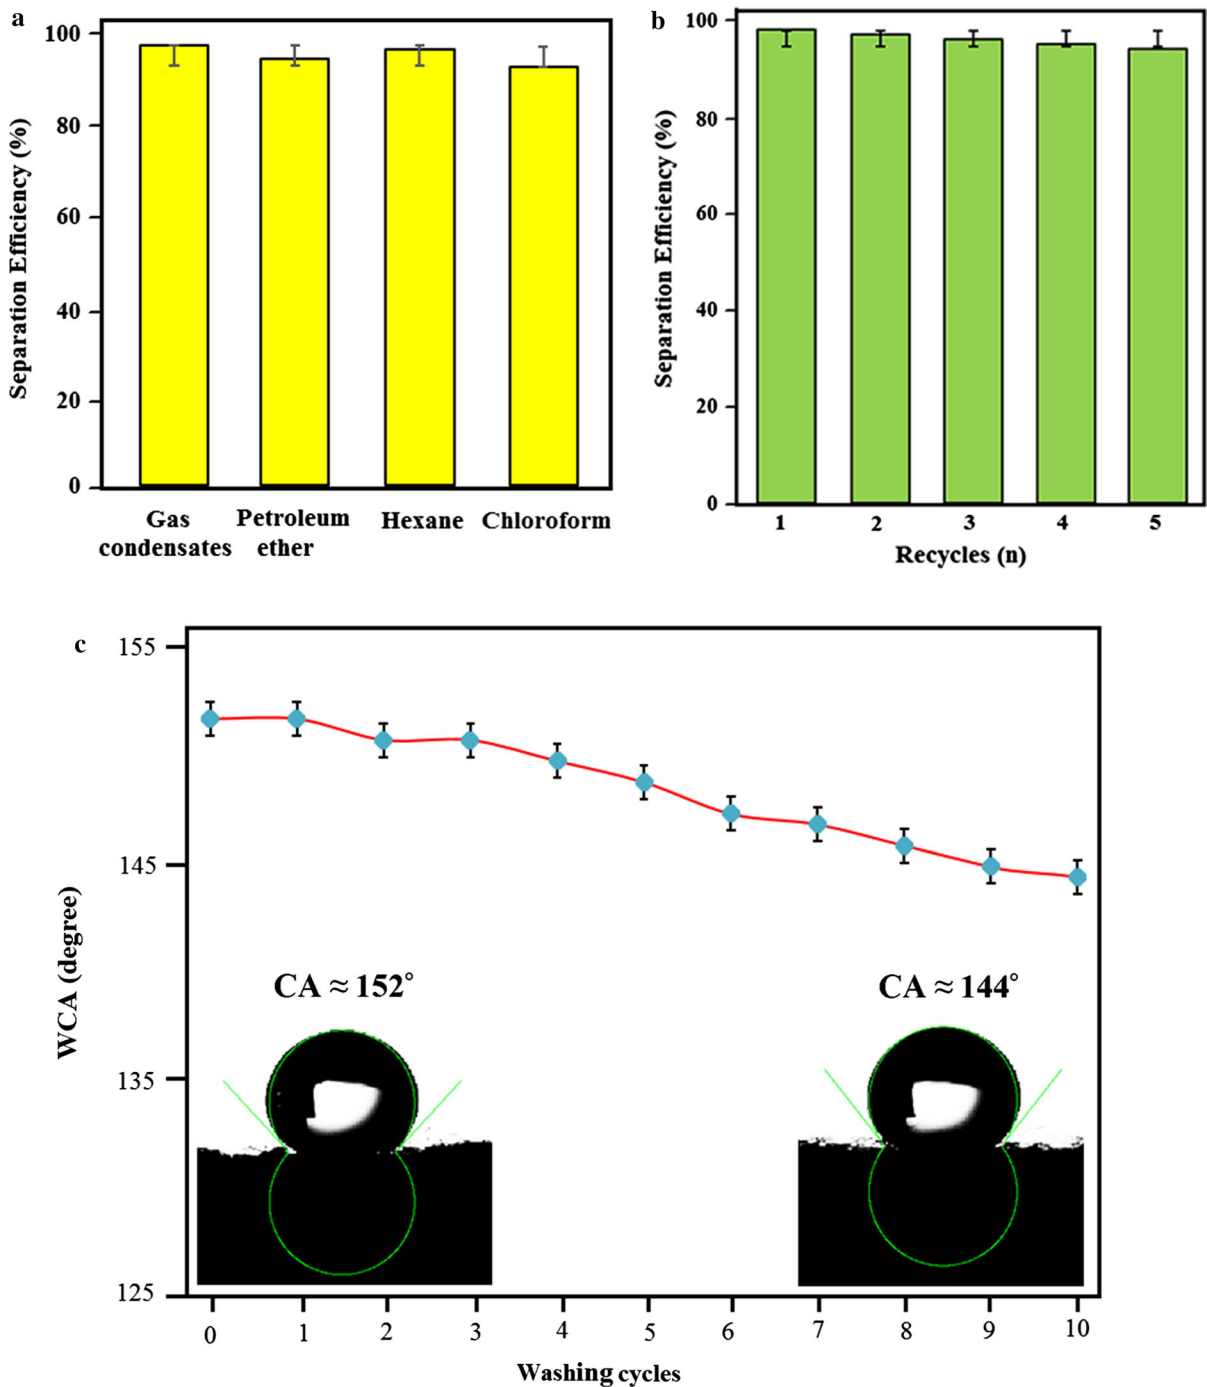 a
100
80
60
40
20
0
Separation Efficiency (%)
Gas condensates
Petroleum ether
Hexane
Chloroform
b
100
80
60
40
20
0
Separation Efficiency (%)
1 2 3 4 5
Recycles (n)
c
155
145
135
125
WCA (degree)
CA ≈ 152°
CA ≈ 144°
0 1 2 3 4 5 6 7 8 9 10
Washing cycles